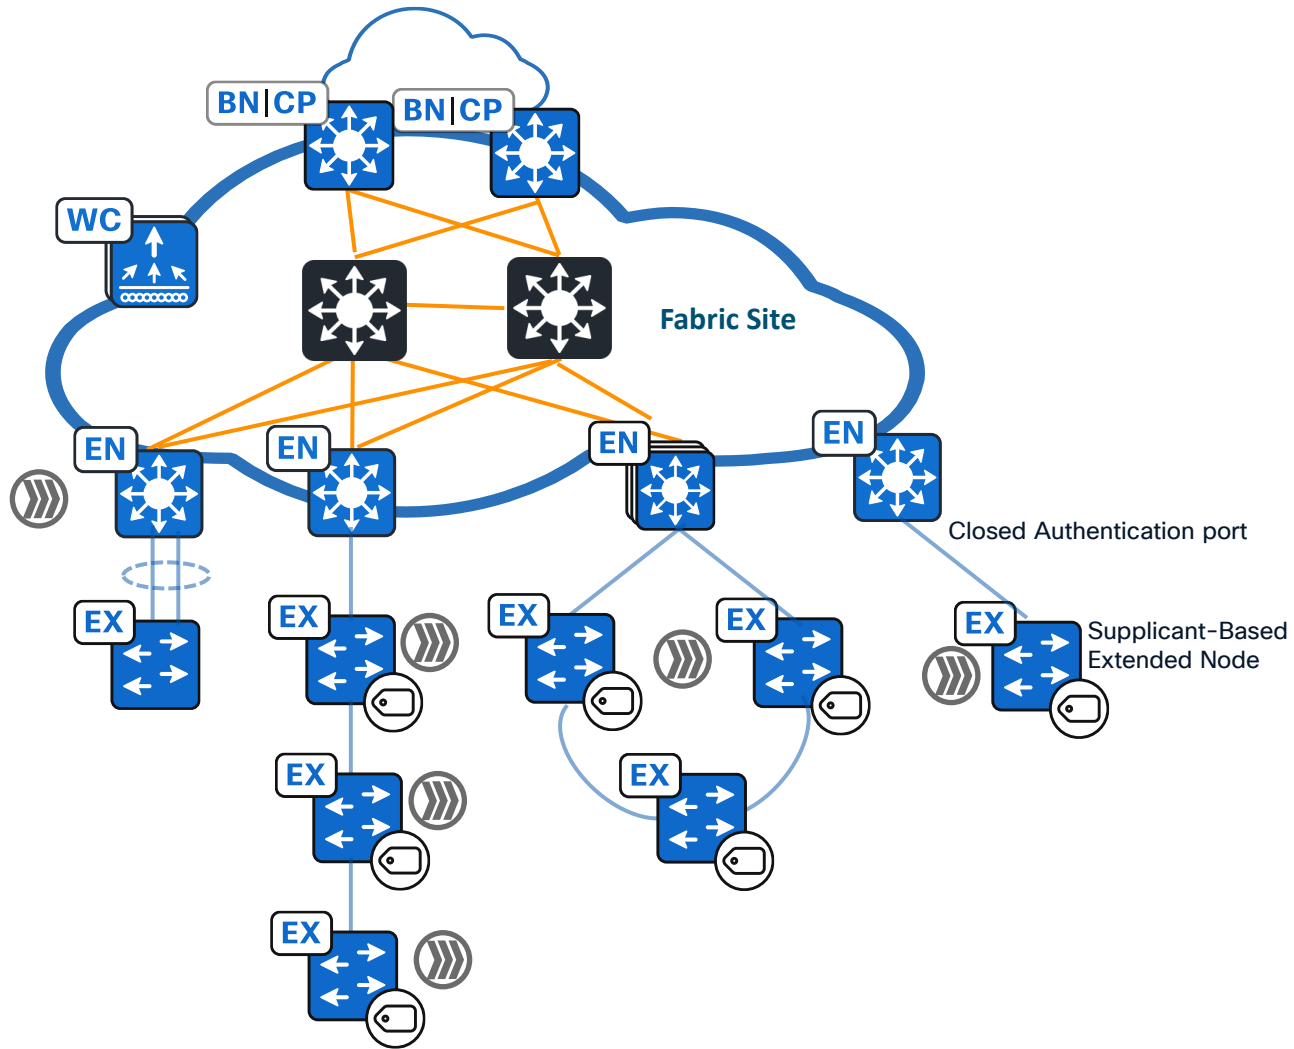 BN|CP
BN|CP
WC
Fabric Site
EN
EN
EN
EN
Closed Authentication port
EX
EX
EX
EX
EX
Supplicant-Based
Extended Node
EX
EX
EX